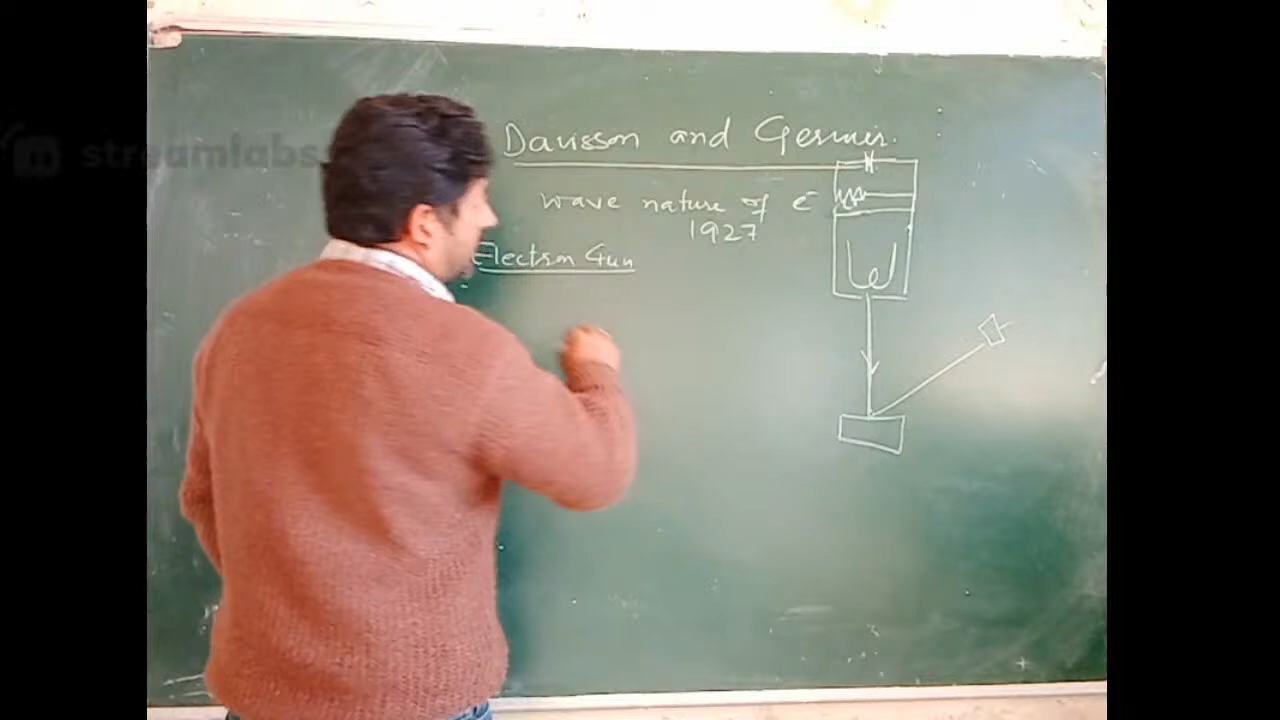 streamlabs
Davisson and Germer.
wave nature of e-
1927
Electron Gun